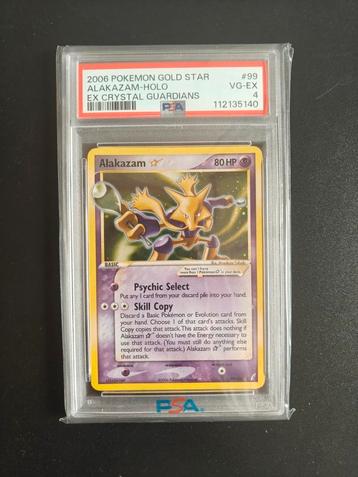 2006 POKEMON GOLD STAR #99
ALAKAZAM-HOLO VG-EX
EX CRYSTAL GUARDIANS 4
PSA 112135140
Alakazam 80 HP
BASIC
Psychic Select
Put any 1 card from your discard pile into your hand.
Skill Copy
Discard a Basic Pokémon or Evolution card from
your hand. Choose 1 of that card's attacks. Skill
Copy copies that attack. This attack does nothing if
Alakazam ☆ doesn't have the Energy necessary to
use that attack. (You must still do anything else
required for that attack.) Alakazam ☆ performs
that attack.
PSA